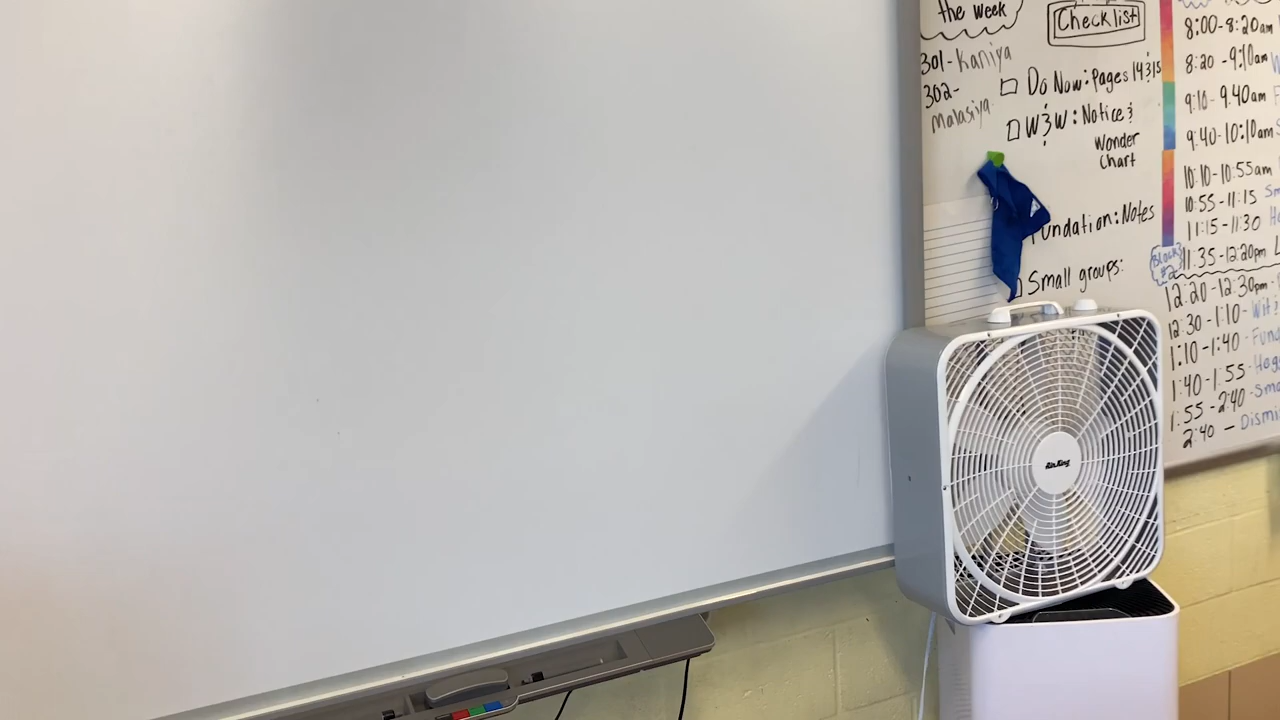 the week
301-Kaniya
302-
Malasiya
Checklist
Do Now: Pages 14 & 15
W & W: Notice &
Wonder
Chart
Fundation: Notes
Small groups:
8:00-8:20am
8:20-9:10am
9:10-9:40am
9:40-10:10am
10:10-10:55am
10:55-11:15
11:15-11:30
11:35-12:20pm
Block
#2
12:20-12:30pm-
12:30-1:10-
1:10-1:40-
1:40-1:55-
1:55-2:40-
2:40 —
Air King